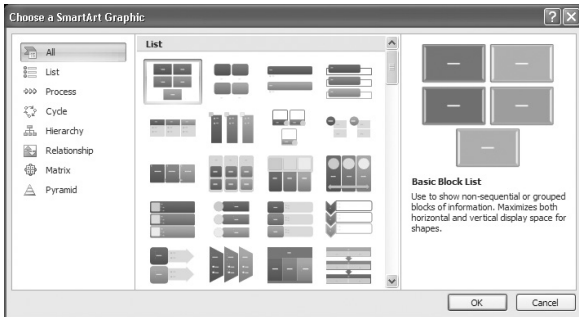 Choose a SmartArt Graphic
All
List
Process
Cycle
Hierarchy
Relationship
Matrix
Pyramid
List
Basic Block List
Use to show non-sequential or grouped
blocks of information. Maximizes both
horizontal and vertical display space for
shapes.
OK
Cancel